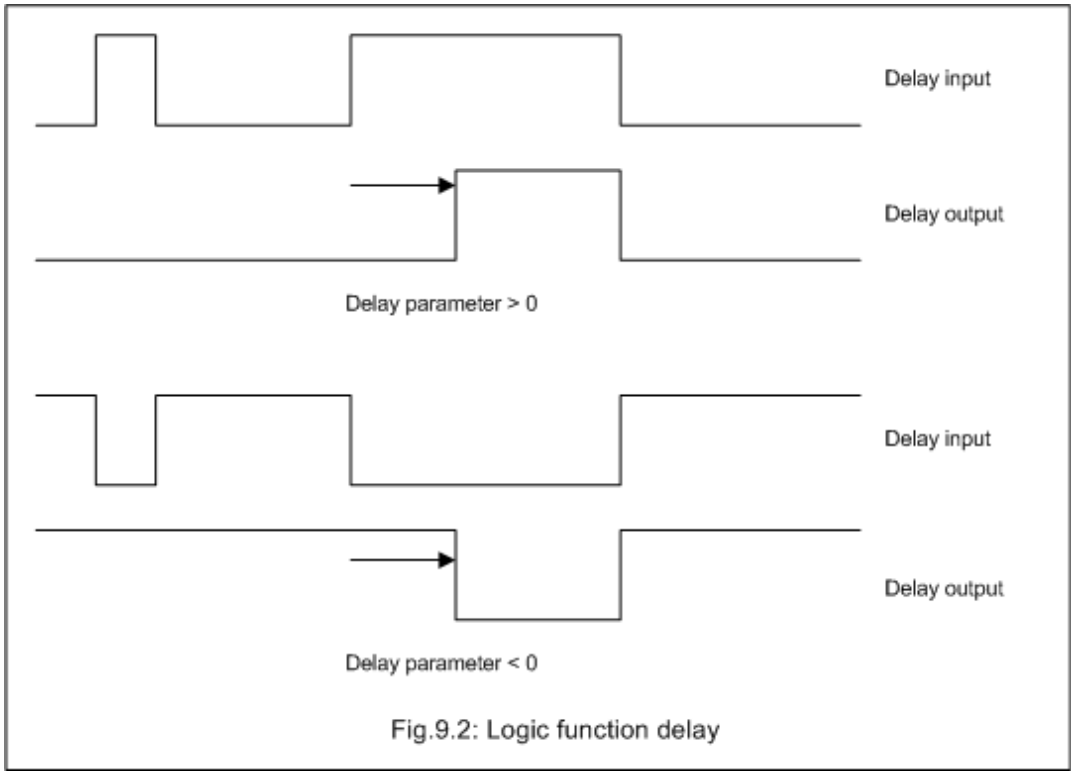 Delay input
Delay output
Delay parameter > 0
Delay input
Delay output
Delay parameter < 0
Fig.9.2: Logic function delay